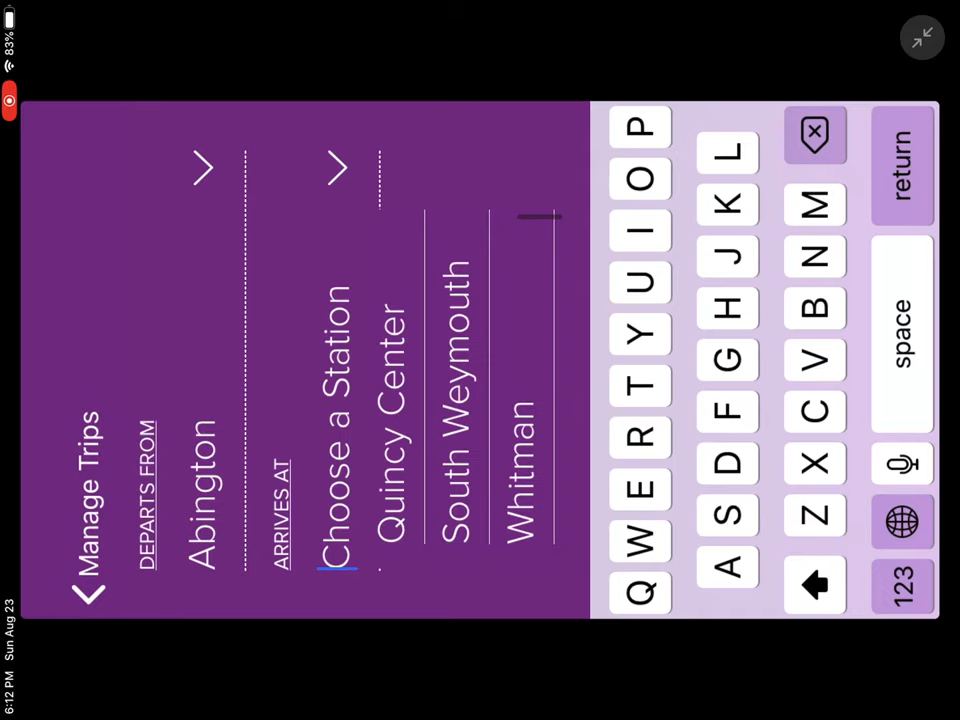 6:12 PM Sun Aug 23
83%
Manage Trips
DEPARTS FROM
Abington
ARRIVES AT
Choose a Station
Quincy Center
South Weymouth
Whitman
Q W E R T Y U I O P
A S D F G H J K L
Z X C V B N M
123 space return